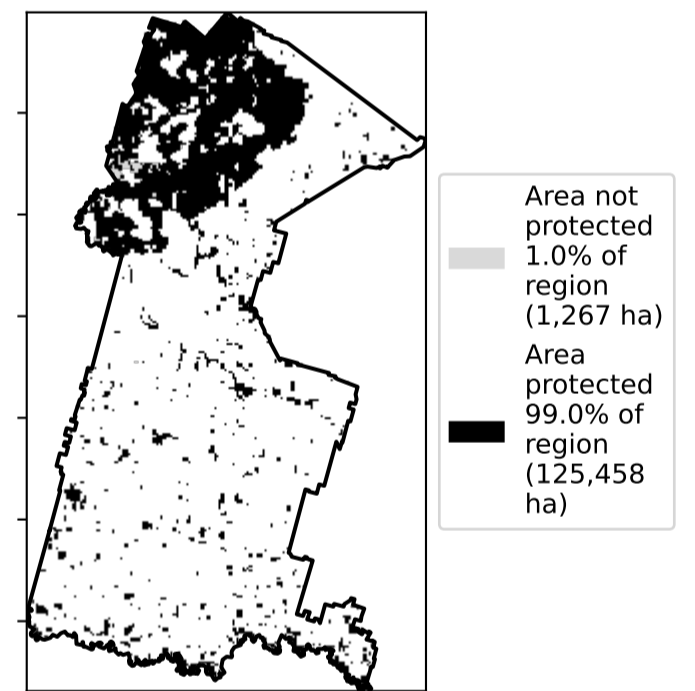 Area not
protected
1.0% of
region
(1,267 ha)
Area
protected
99.0% of
region
(125,458
ha)